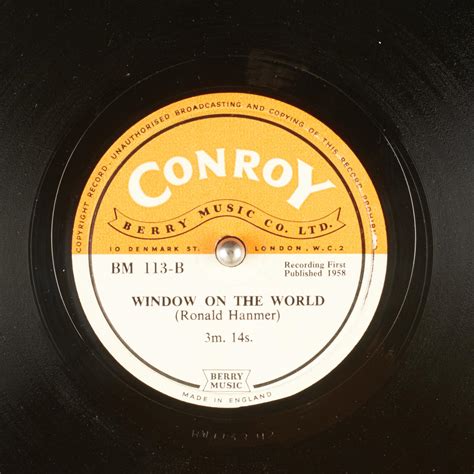 COPYRIGHT RECORD · UNAUTHORISED BROADCASTING AND COPYING OF THIS RECORD PROHIBITED
CONROY
BERRY MUSIC CO. LTD.
10 DENMARK ST. LONDON, W.C.2
BM 113-B
Recording First
Published 1958
WINDOW ON THE WORLD
(Ronald Hanmer)
3m. 14s.
BERRY
MUSIC
MADE IN ENGLAND